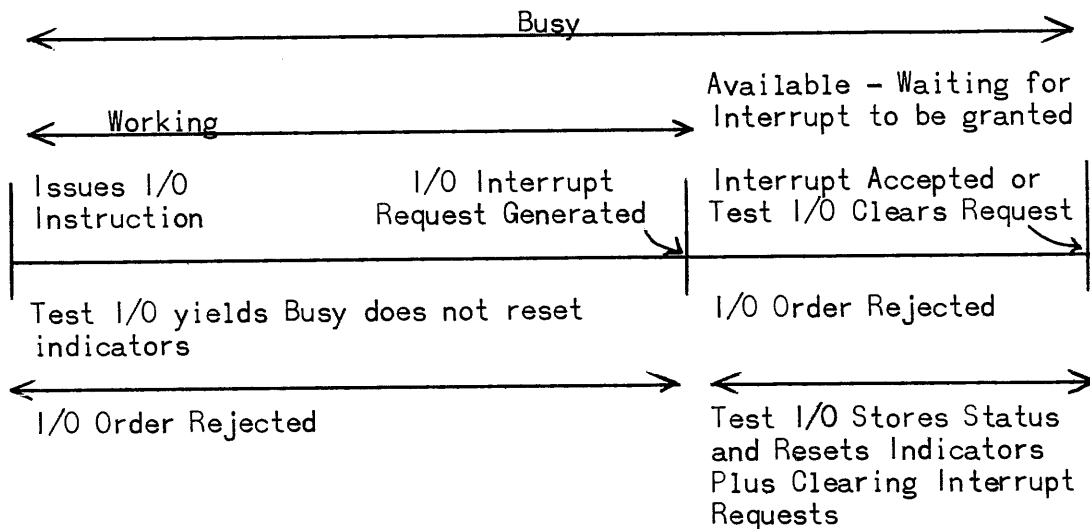 Busy
Available - Waiting for
Interrupt to be granted
Working
Issues I/O
Instruction
I/O Interrupt
Request Generated
Interrupt Accepted or
Test I/O Clears Request
Test I/O yields Busy does not reset
indicators
I/O Order Rejected
I/O Order Rejected
Test I/O Stores Status
and Resets Indicators
Plus Clearing Interrupt
Requests